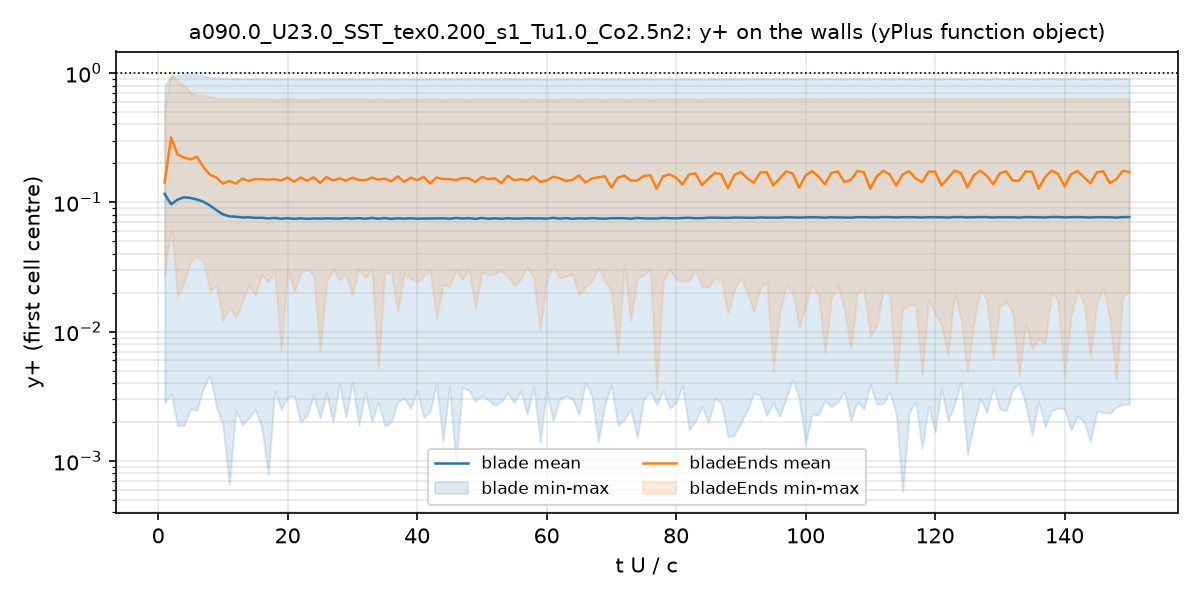 a090.0_U23.0_SST_tex0.200_s1_Tu1.0_Co2.5n2: y+ on the walls (yPlus function object)
y+ (first cell centre)
10⁰
10⁻¹
10⁻²
10⁻³
blade mean
blade min-max
bladeEnds mean
bladeEnds min-max
0 20 40 60 80 100 120 140
t U / c